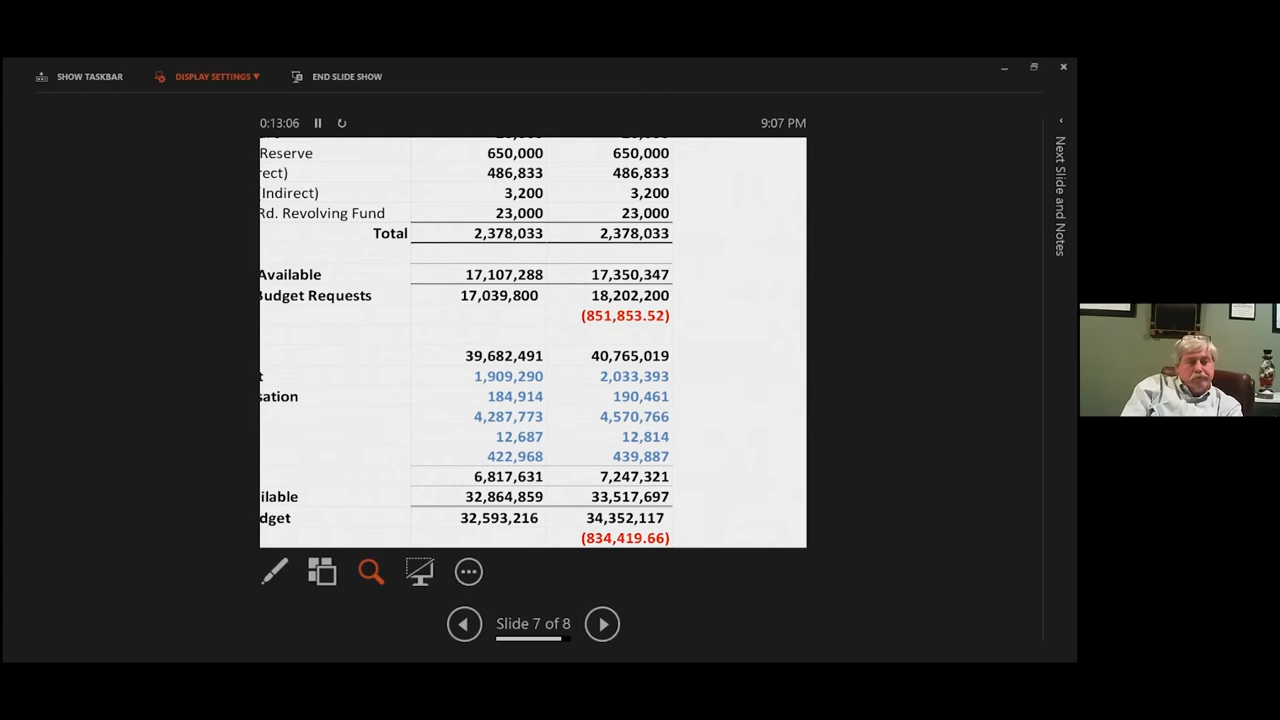 SHOW TASKBAR DISPLAY SETTINGS ▼ END SLIDE SHOW
0:13:06 9:07 PM
Next Slide and Notes
Reserve 650,000 650,000
rect) 486,833 486,833
(Indirect) 3,200 3,200
Rd. Revolving Fund 23,000 23,000
Total 2,378,033 2,378,033
Available 17,107,288 17,350,347
Budget Requests 17,039,800 18,202,200
(851,853.52)
39,682,491 40,765,019
t 1,909,290 2,033,393
sation 184,914 190,461
4,287,773 4,570,766
12,687 12,814
422,968 439,887
6,817,631 7,247,321
ilable 32,864,859 33,517,697
dget 32,593,216 34,352,117
(834,419.66)
Slide 7 of 8